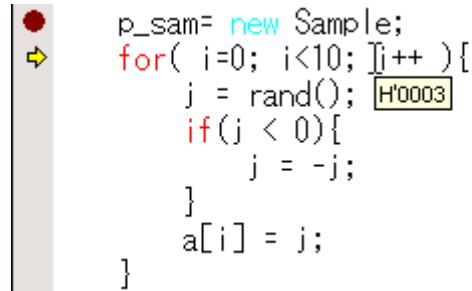 p_sam= new Sample;
for( i=0; i<10; i++ ){
j = rand();
H'0003
if(j < 0){
j = -j;
}
a[i] = j;
}